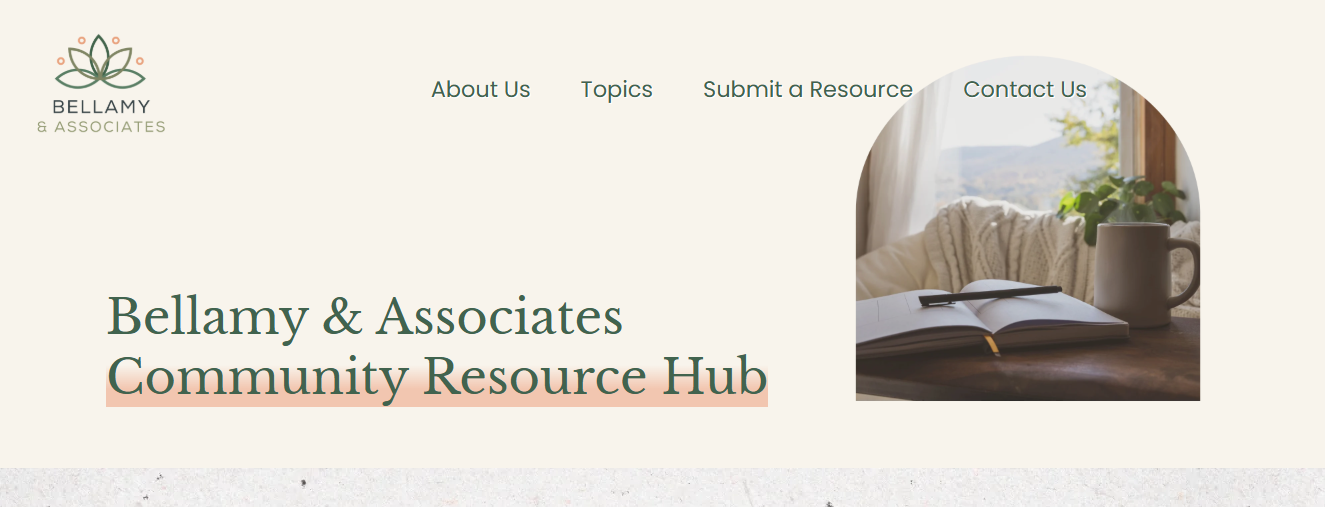 BELLAMY
& ASSOCIATES
About Us Topics Submit a Resource Contact Us
Bellamy & Associates
Community Resource Hub